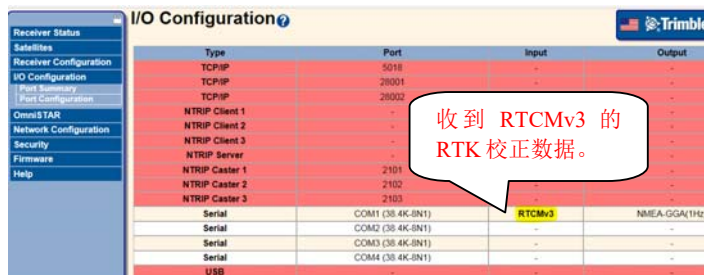 I/O Configuration
Trimble
Receiver Status
Satellites
Receiver Configuration
I/O Configuration
Port Summary
Port Configuration
OmniSTAR
Network Configuration
Security
Firmware
Help
Type Port Input Output
TCP/IP 5018 - -
TCP/IP 28001 - -
TCP/IP 28002 - -
NTRIP Client 1 - -
NTRIP Client 2 - -
NTRIP Client 3 - -
NTRIP Server - -
NTRIP Caster 1 2101 -
NTRIP Caster 2 2102 - -
NTRIP Caster 3 2103 - -
Serial COM1 (38.4K-8N1) RTCMv3 NMEA-GGA(1Hz
Serial COM2 (38.4K-8N1) - -
Serial COM3 (38.4K-8N1) - -
Serial COM4 (38.4K-8N1) - -
USB - - -
收到 RTCMv3 的
RTK 校正数据。